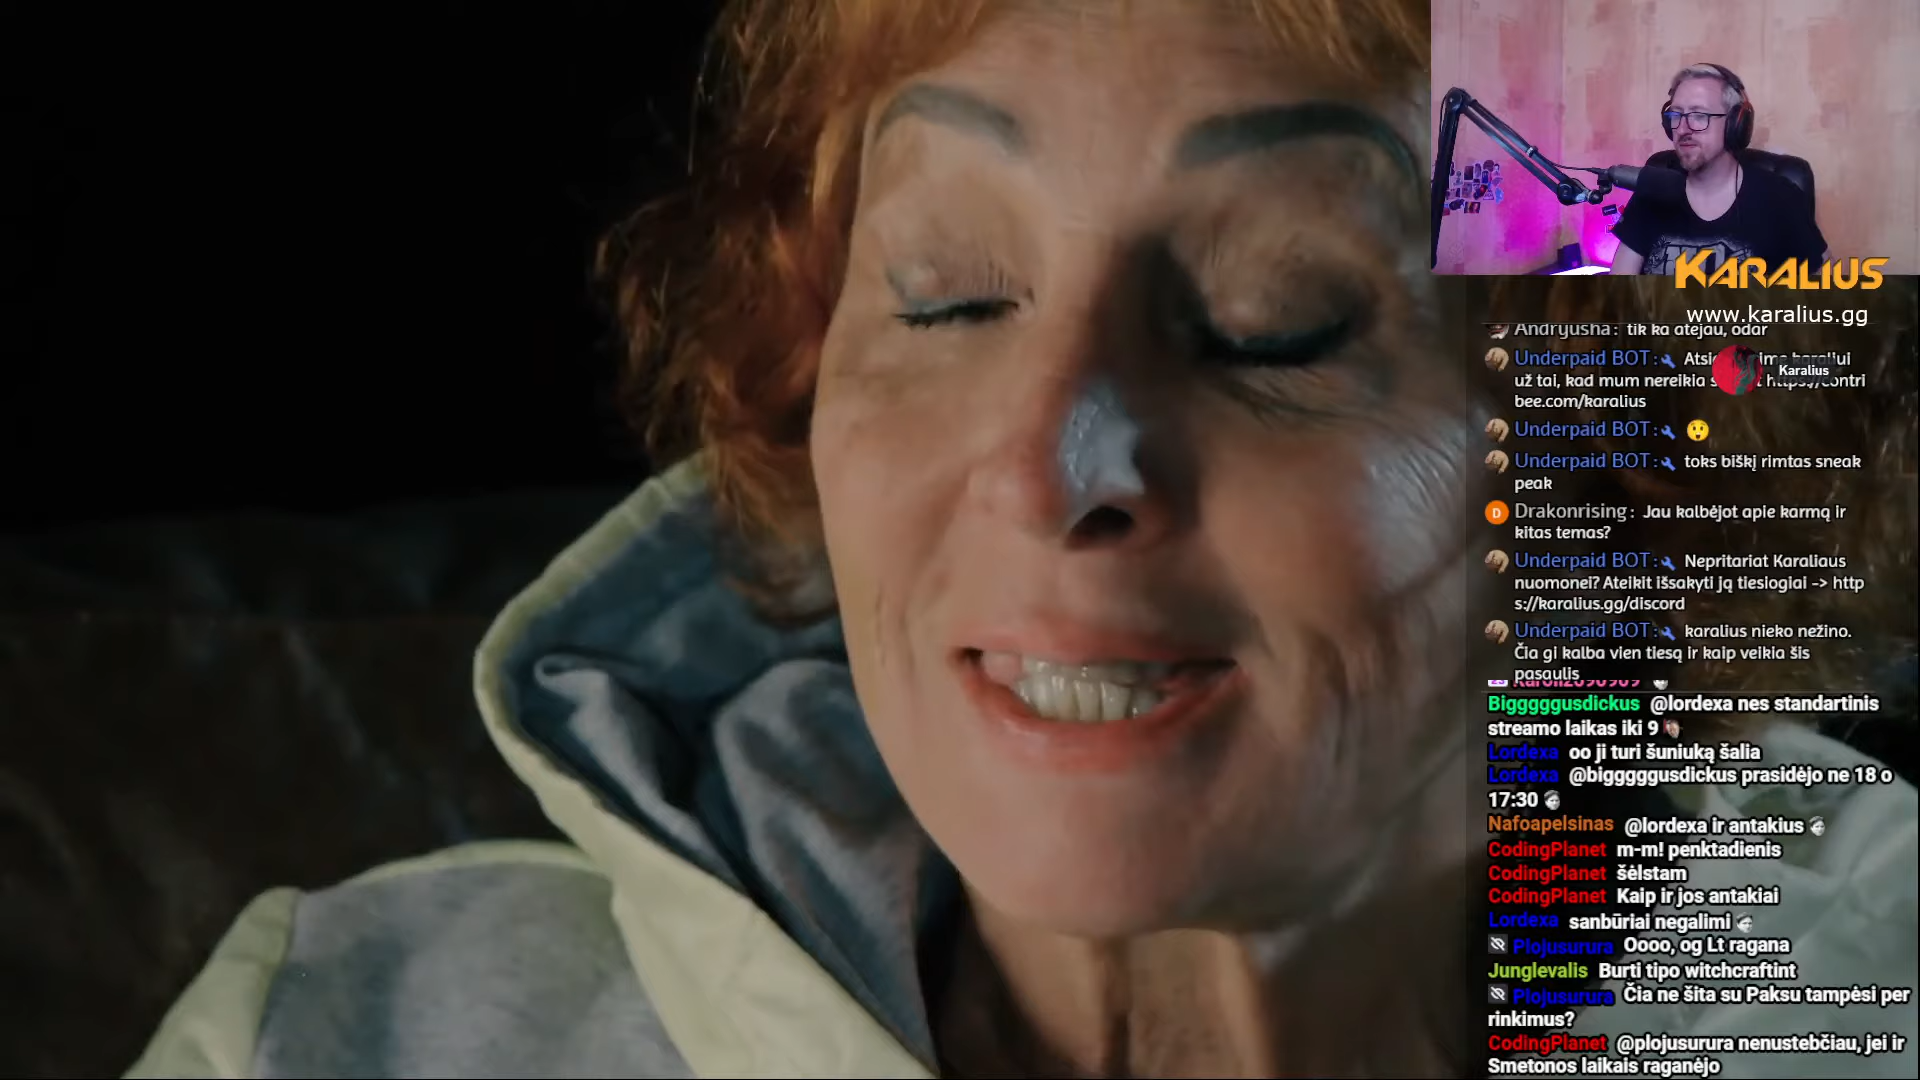 KARALIUS
www.karalius.gg
Andryusha: tik ką atėjau, odar
Underpaid BOT: karaliui
už tai, kad mum nereikia
Karalius
beecom/karalius
Underpaid BOT: 😲
Underpaid BOT: toks biškį rimtas sneak
peak
D Drakonrising: Jau kalbėjot apie karmą ir
kitas temas?
Underpaid BOT: Nepritariat Karaliaus
nuomonei? Ateikit išsakyti ją tiesiogiai -> http
s://karalius.gg/discord
Underpaid BOT: karalius nieko nežino.
Čia gi kalba vien tiesą ir kaip veikia šis
pasaulis
Bigggggusdickus @lordexa nes standartinis
streamo laikas iki 9
Lordexa oo ji turi šuniuką šalia
Lordexa @bigggggusdickus prasidėjo ne 18 o
17:30
Nafoapelsinas @lordexa ir antakius
CodingPlanet m-m! penktadienis
CodingPlanet šėlstam
CodingPlanet Kaip ir jos antakiai
Lordexa sanbūriai negalimi
Plojusurura Oooo, og Lt ragana
Junglevalis Burti tipo witchcraftint
Plojusurura Čia ne šita su Paksu tampėsi per
rinkimus?
CodingPlanet @plojusurura nenustebčiau, jei ir
Smetonos laikais raganėjo